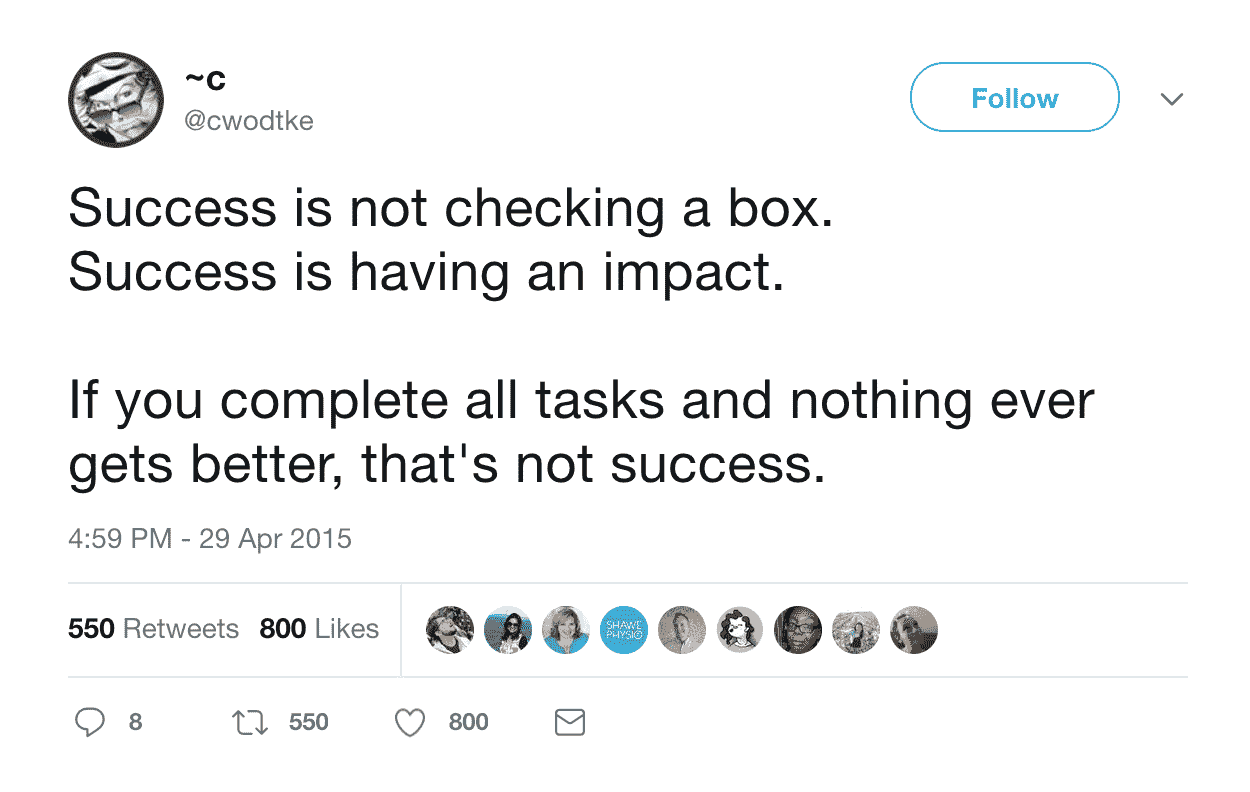 ~c
@cwodtke
Follow
Success is not checking a box.
Success is having an impact.
If you complete all tasks and nothing ever
gets better, that's not success.
4:59 PM - 29 Apr 2015
550 Retweets 800 Likes
SHAWE
PHYSIO
8 550 800